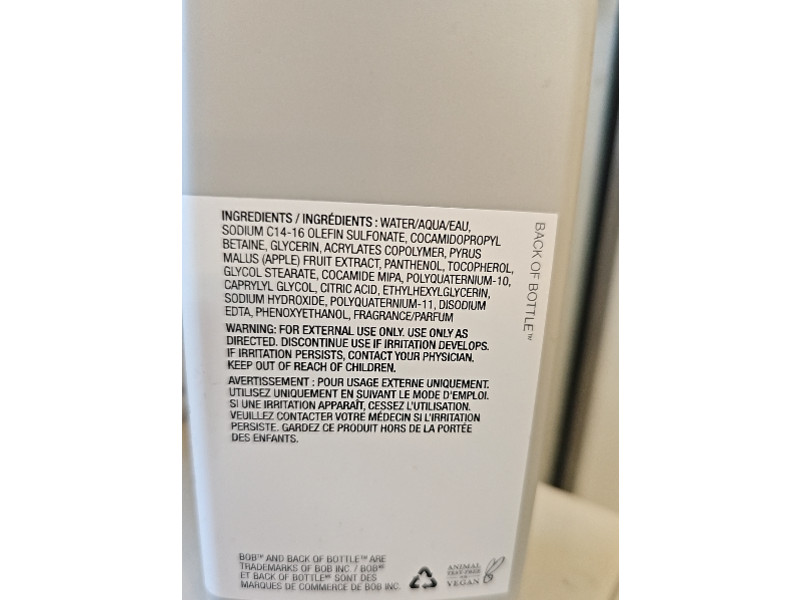 INGREDIENTS / INGRÉDIENTS : WATER/AQUA/EAU,
SODIUM C14-16 OLEFIN SULFONATE, COCAMIDOPROPYL
BETAINE, GLYCERIN, ACRYLATES COPOLYMER, PYRUS
MALUS (APPLE) FRUIT EXTRACT, PANTHENOL, TOCOPHEROL,
GLYCOL STEARATE, COCAMIDE MIPA, POLYQUATERNIUM-10,
CAPRYLYL GLYCOL, CITRIC ACID, ETHYLHEXYLGLYCERIN,
SODIUM HYDROXIDE, POLYQUATERNIUM-11, DISODIUM
EDTA, PHENOXYETHANOL, FRAGRANCE/PARFUM
WARNING: FOR EXTERNAL USE ONLY. USE ONLY AS
DIRECTED. DISCONTINUE USE IF IRRITATION DEVELOPS.
IF IRRITATION PERSISTS, CONTACT YOUR PHYSICIAN.
KEEP OUT OF REACH OF CHILDREN.
AVERTISSEMENT : POUR USAGE EXTERNE UNIQUEMENT.
UTILISEZ UNIQUEMENT EN SUIVANT LE MODE D'EMPLOI.
SI UNE IRRITATION APPARAÎT, CESSEZ L'UTILISATION.
VEUILLEZ CONTACTER VOTRE MÉDECIN SI L'IRRITATION
PERSISTE. GARDEZ CE PRODUIT HORS DE LA PORTÉE
DES ENFANTS.
BACK OF BOTTLE™
BOB™ AND BACK OF BOTTLE™ ARE
TRADEMARKS OF BOB INC. / BOB🅪
ET BACK OF BOTTLE🅪 SONT DES
MARQUES DE COMMERCE DE BOB INC.
ANIMAL
TEST-FREE
VEGAN